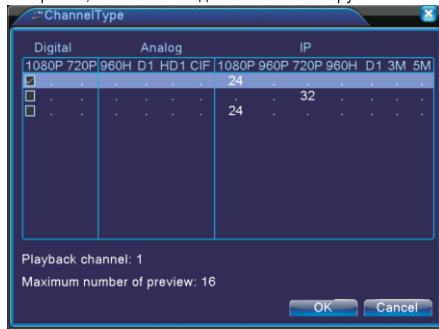 ChannelType
Digital Analog IP
1080P 720P 960H D1 HD1 CIF 1080P 960P 720P 960H D1 3M 5M
. . . . . . 24 . . . . . .
. . . . . . . . 32 . . . .
. . . . . . 24 . . . . . .
Playback channel: 1
Maximum number of preview: 16
OK Cancel